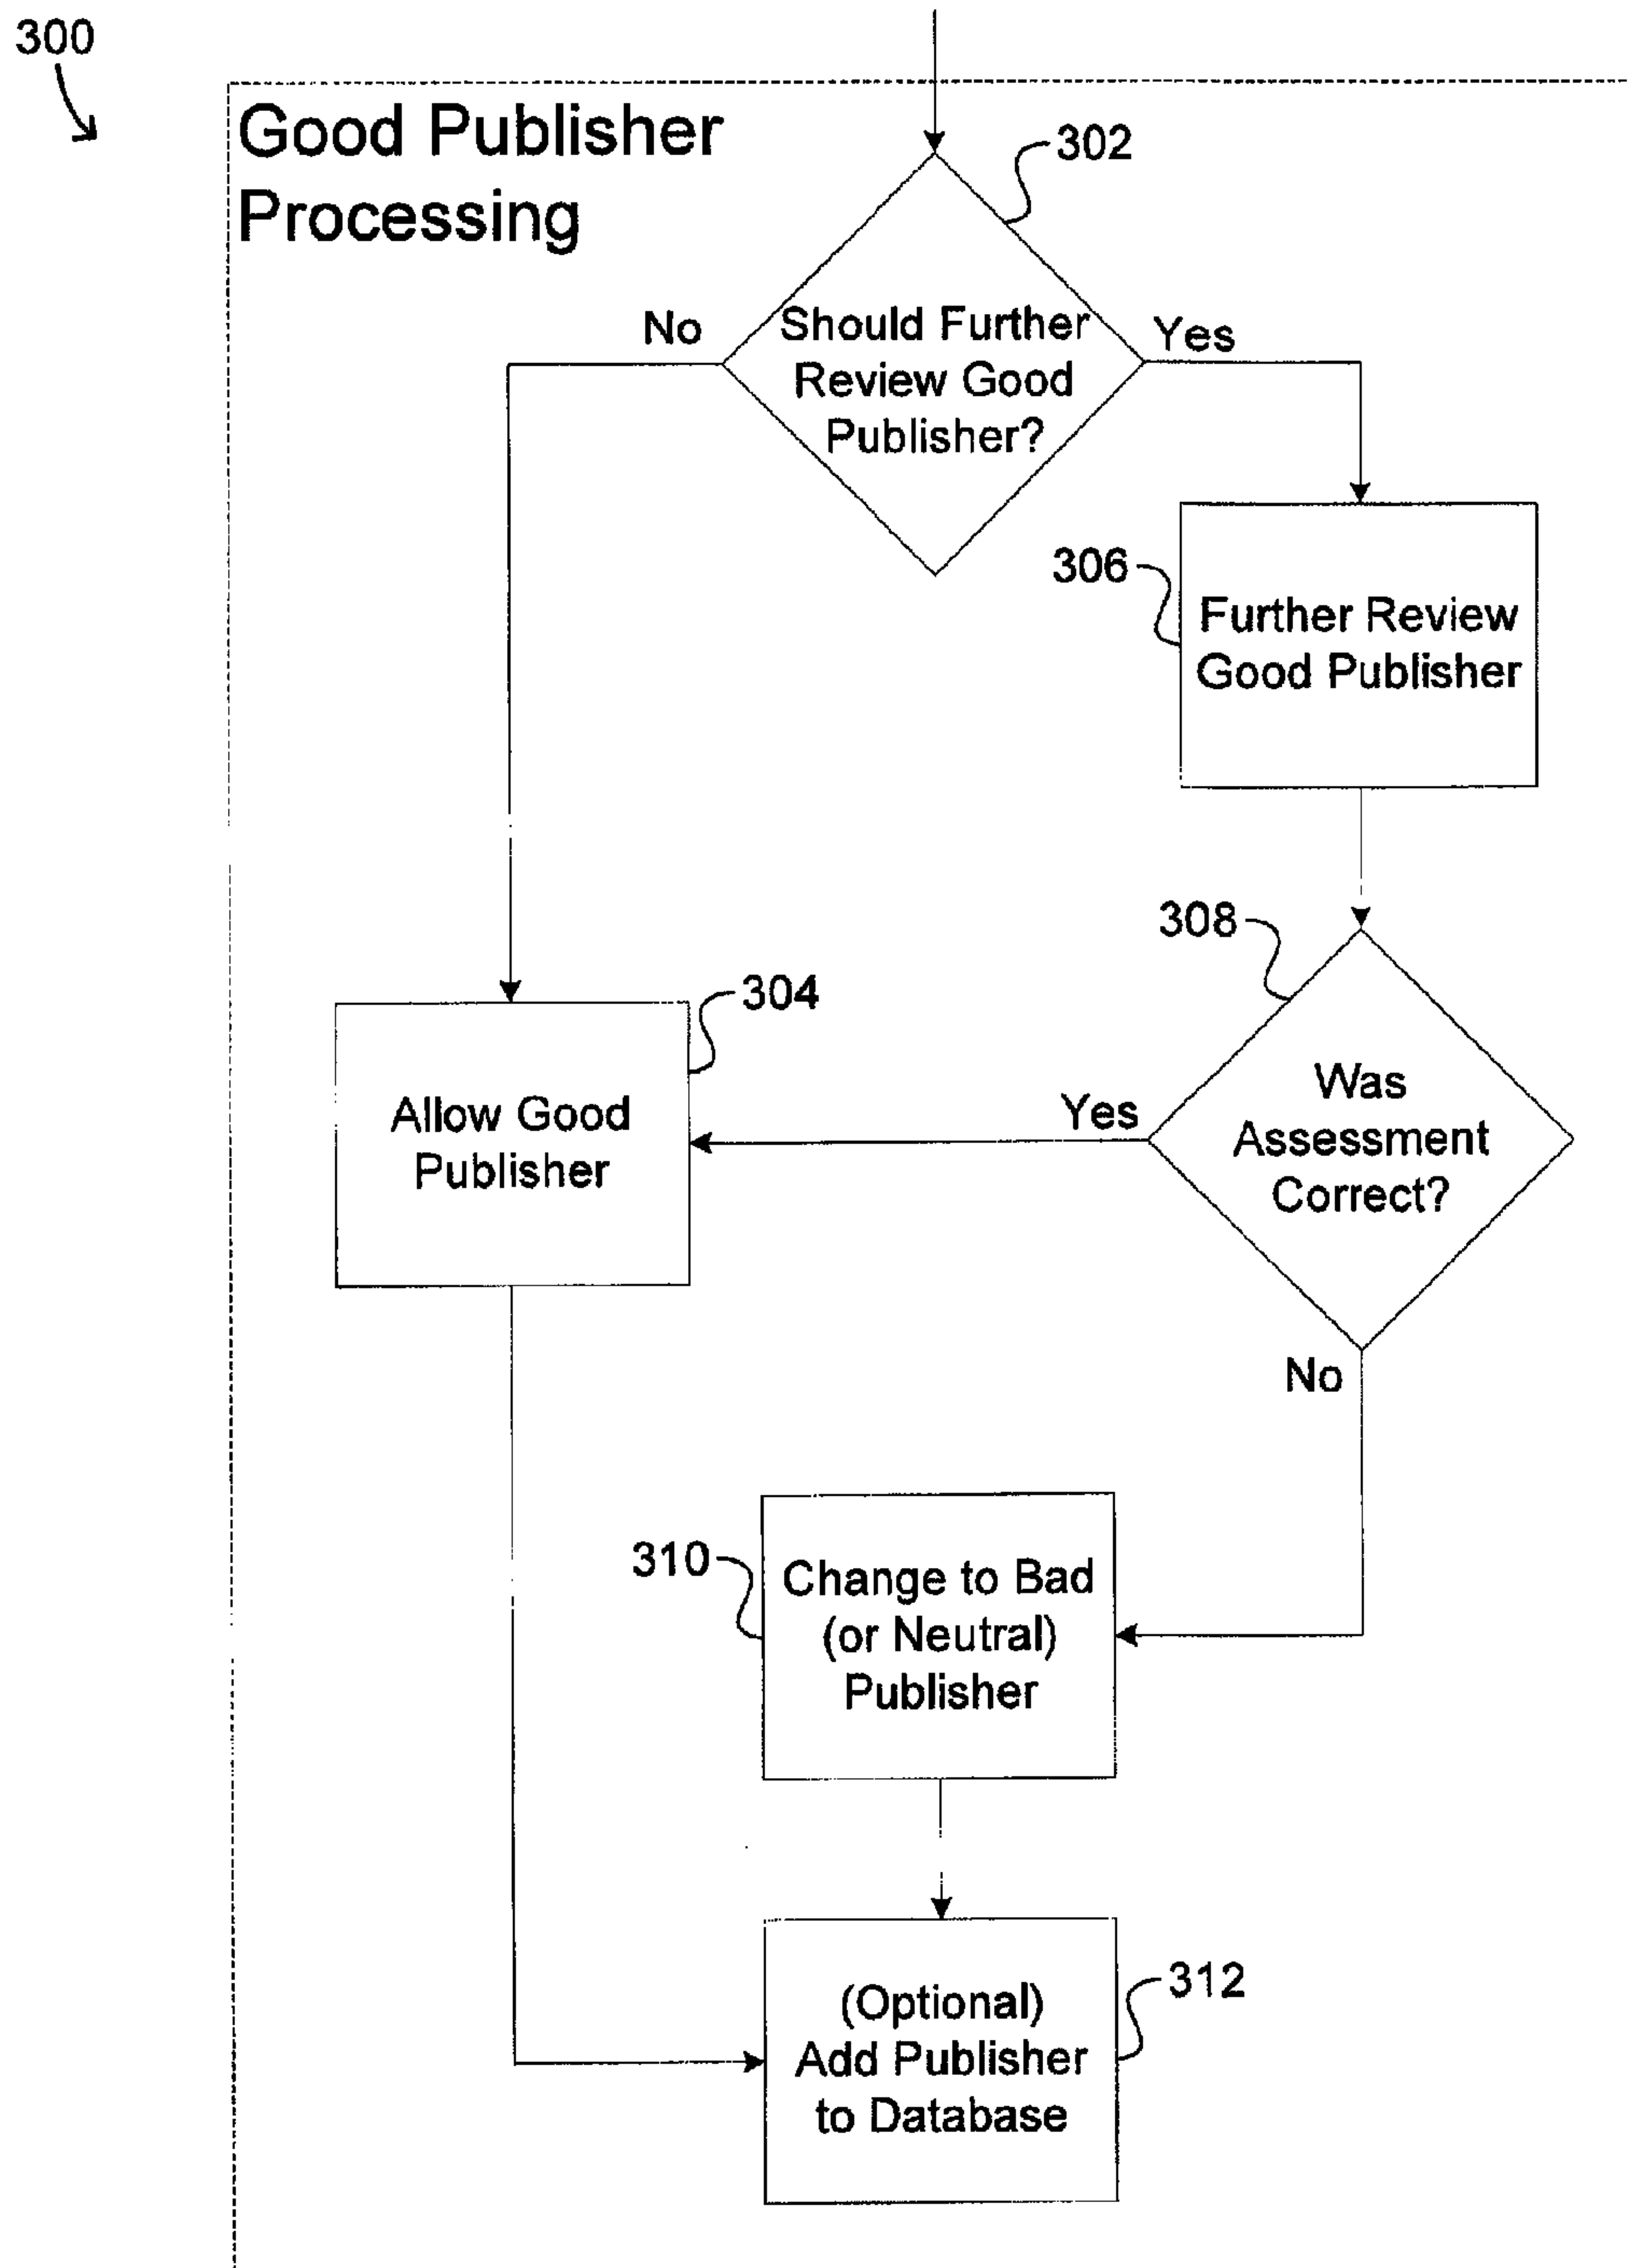 300
Good Publisher
Processing
302
Should Further
Review Good
Publisher?
No
Yes
306
Further Review
Good Publisher
308
304
Was
Assessment
Correct?
Yes
Allow Good
Publisher
No
310
Change to Bad
(or Neutral)
Publisher
312
(Optional)
Add Publisher
to Database